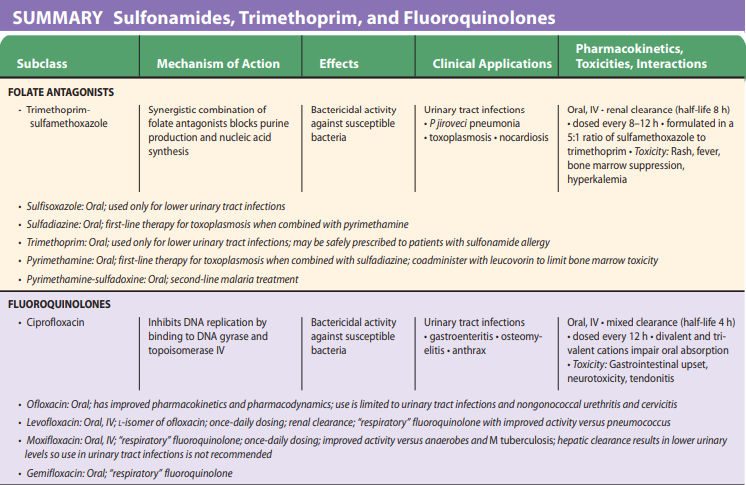 SUMMARY Sulfonamides, Trimethoprim, and Fluoroquinolones
Subclass
Mechanism of Action
Effects
Clinical Applications
Pharmacokinetics,
Toxicities, Interactions
FOLATE ANTAGONISTS
• Trimethoprim-
sulfamethoxazole
Synergistic combination of
folate antagonists blocks purine
production and nucleic acid
synthesis
Bactericidal activity
against susceptible
bacteria
Urinary tract infections
• P jiroveci pneumonia
• toxoplasmosis • nocardiosis
Oral, IV • renal clearance (half-life 8 h)
• dosed every 8–12 h • formulated in a
5:1 ratio of sulfamethoxazole to
trimethoprim • Toxicity: Rash, fever,
bone marrow suppression,
hyperkalemia
• Sulfisoxazole: Oral; used only for lower urinary tract infections
• Sulfadiazine: Oral; first-line therapy for toxoplasmosis when combined with pyrimethamine
• Trimethoprim: Oral; used only for lower urinary tract infections; may be safely prescribed to patients with sulfonamide allergy
• Pyrimethamine: Oral; first-line therapy for toxoplasmosis when combined with sulfadiazine; coadminister with leucovorin to limit bone marrow toxicity
• Pyrimethamine-sulfadoxine: Oral; second-line malaria treatment
FLUOROQUINOLONES
• Ciprofloxacin
Inhibits DNA replication by
binding to DNA gyrase and
topoisomerase IV
Bactericidal activity
against susceptible
bacteria
Urinary tract infections
• gastroenteritis • osteomy-
elitis • anthrax
Oral, IV • mixed clearance (half-life 4 h)
• dosed every 12 h • divalent and tri-
valent cations impair oral absorption
• Toxicity: Gastrointestinal upset,
neurotoxicity, tendonitis
• Ofloxacin: Oral; has improved pharmacokinetics and pharmacodynamics; use is limited to urinary tract infections and nongonococcal urethritis and cervicitis
• Levofloxacin: Oral, IV; L-isomer of ofloxacin; once-daily dosing; renal clearance; “respiratory” fluoroquinolone with improved activity versus pneumococcus
• Moxifloxacin: Oral, IV; “respiratory” fluoroquinolone; once-daily dosing; improved activity versus anaerobes and M tuberculosis; hepatic clearance results in lower urinary
levels so use in urinary tract infections is not recommended
• Gemifloxacin: Oral; “respiratory” fluoroquinolone